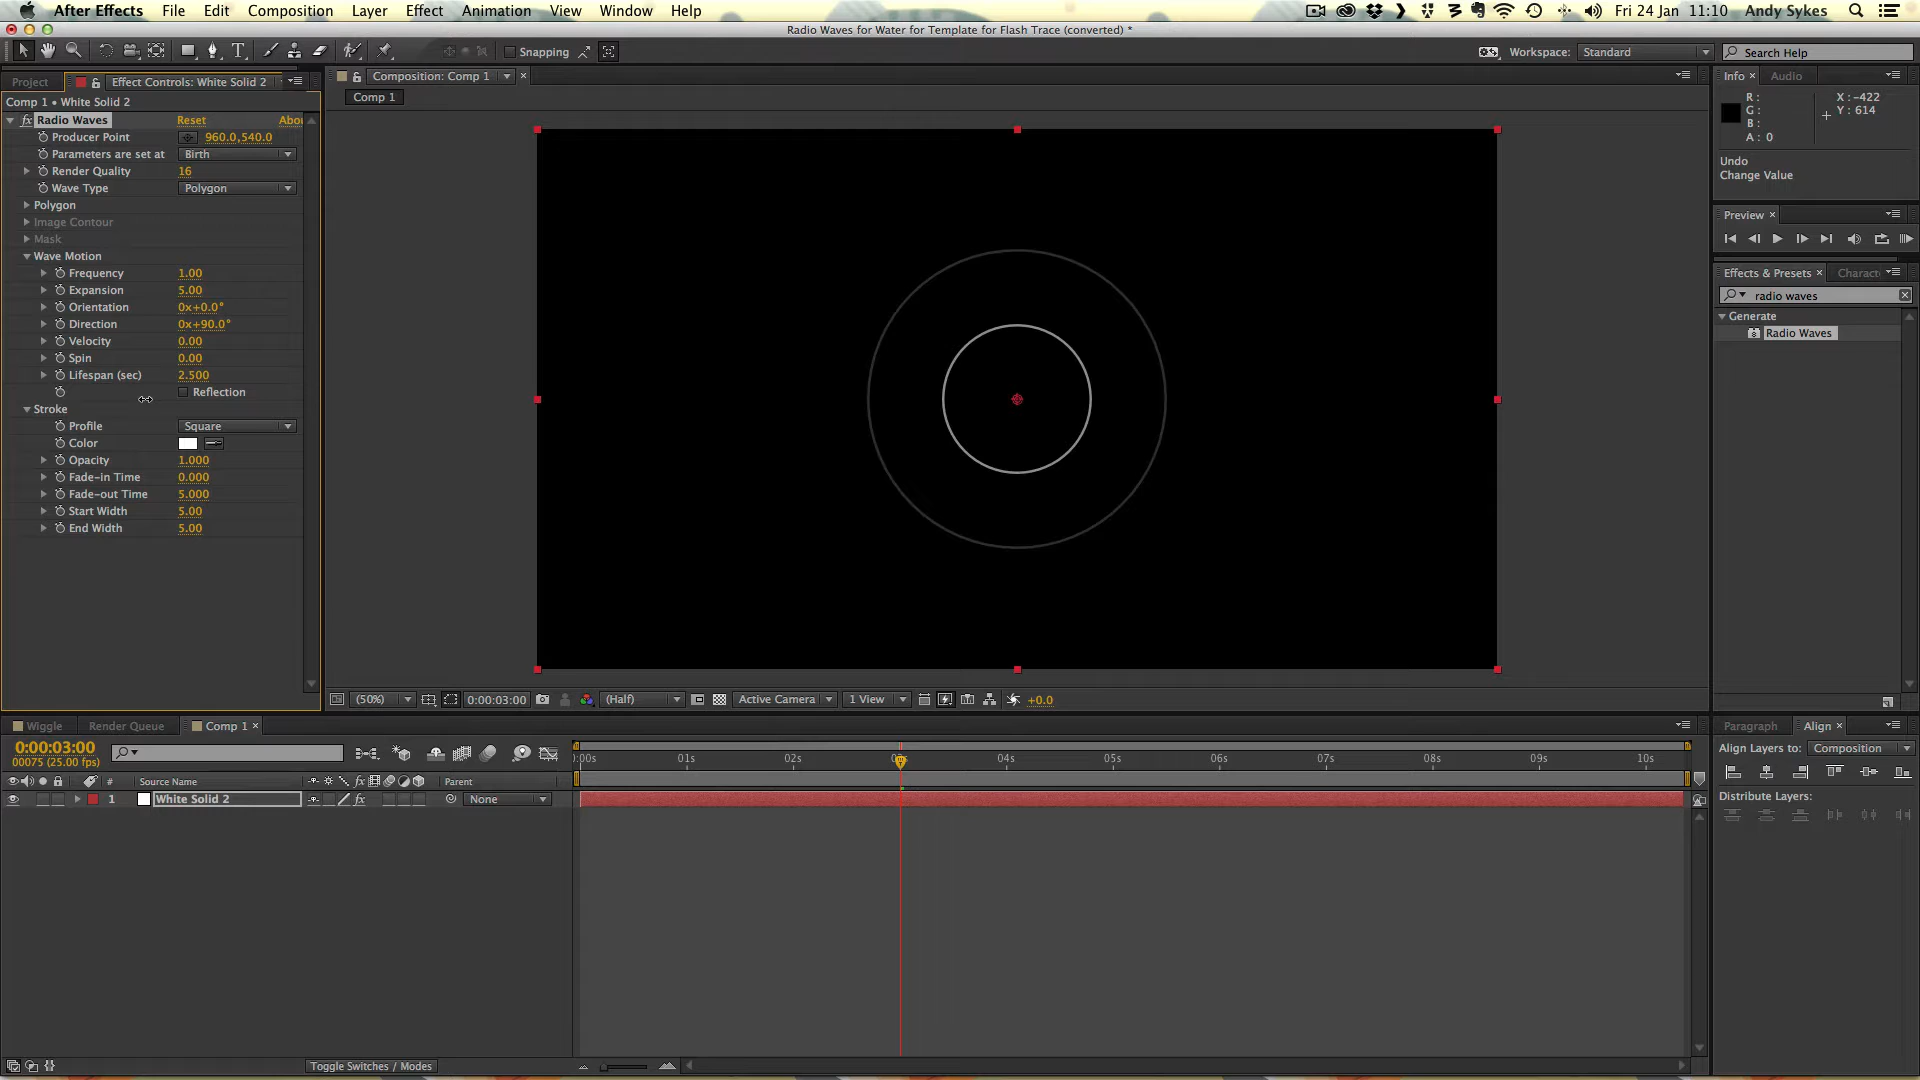 After Effects File Edit Composition Layer Effect Animation View Window Help Fri 24 Jan 11:10 Andy Sykes
Radio Waves for Water for Template for Flash Trace (converted) *
Snapping Workspace: Standard Search Help
Project Effect Controls: White Solid 2
Comp 1 • White Solid 2
Radio Waves Reset Abou
Producer Point 960.0,540.0
Parameters are set at Birth
Render Quality 16
Wave Type Polygon
Polygon
Image Contour
Mask
Wave Motion
Frequency 1.00
Expansion 5.00
Orientation 0x+0.0°
Direction 0x+90.0°
Velocity 0.00
Spin 0.00
Lifespan (sec) 2.500
Reflection
Stroke
Profile Square
Color
Opacity 1.000
Fade-in Time 0.000
Fade-out Time 5.000
Start Width 5.00
End Width 5.00
Composition: Comp 1
Comp 1
(50%) 0:00:03:00 (Half) Active Camera 1 View +0.0
Info Audio
R: X: -422
G: Y: 614
B:
A: 0
Undo
Change Value
Preview
Effects & Presets Charact
radio waves
Generate
Radio Waves
Wiggle Render Queue Comp 1
0:00:03:00
00075 (25.00 fps)
# Source Name Parent
1 White Solid 2 None
):00s 01s 02s 04s 05s 06s 07s 08s 09s 10s
Toggle Switches / Modes
Paragraph Align
Align Layers to: Composition
Distribute Layers: